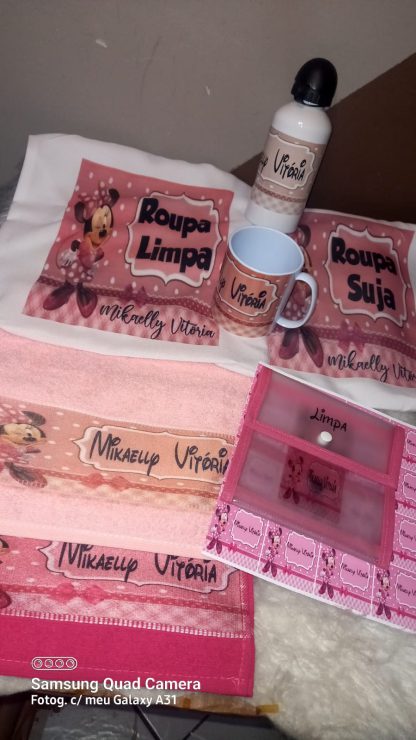 Vitória
Roupa
Limpa
Mikaelly Vitória
Roupa
Suja
Mikaelly Vitória
Vitória
Limpa
Mikaelly Vitória
Mikaelly Vitória
Samsung Quad Camera
Fotog. c/ meu Galaxy A31